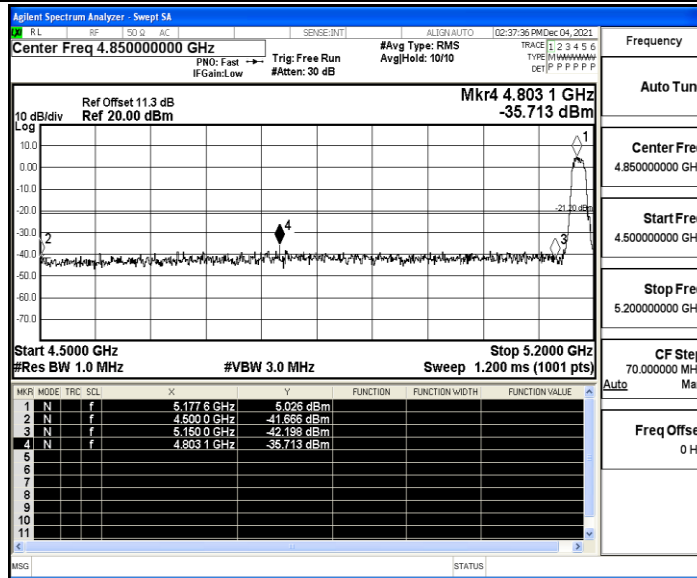 Agilent Spectrum Analyzer - Swept SA
RL RF 50 Ω AC SENSE:INT ALIGN AUTO 02:37:36 PM Dec 04, 2021
Center Freq 4.850000000 GHz
PNO: Fast
IFGain:Low
Trig: Free Run
#Atten: 30 dB
#Avg Type: RMS
Avg|Hold: 10/10
TRACE 1 2 3 4 5 6
TYPE M
DET P P P P P P
Frequency
Auto Tun
Center Fre
4.850000000 GH
Start Fre
4.500000000 GH
Stop Fre
5.200000000 GH
CF Step
70.000000 MH
Auto Ma
Freq Offse
0 H
Ref Offset 11.3 dB
10 dB/div Ref 20.00 dBm
Log
Mkr4 4.803 1 GHz
-35.713 dBm
10.0
0.00
-10.0
-20.0
-30.0
-40.0
-50.0
-60.0
-70.0
1
-21.20 dBm
2
4
3
Start 4.5000 GHz Stop 5.2000 GHz
#Res BW 1.0 MHz #VBW 3.0 MHz Sweep 1.200 ms (1001 pts)
MKR MODE TRC SCL X Y FUNCTION FUNCTION WIDTH FUNCTION VALUE
1 N f 5.177 6 GHz 5.026 dBm
2 N f 4.500 0 GHz -41.666 dBm
3 N f 5.150 0 GHz -42.198 dBm
4 N f 4.803 1 GHz -35.713 dBm
5
6
7
8
9
10
11
MSG STATUS